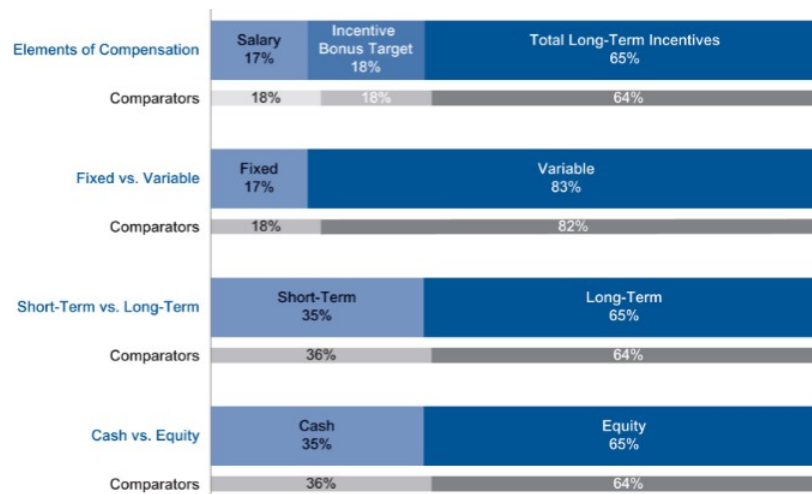 Elements of Compensation
Salary
17%
Incentive
Bonus Target
18%
Total Long-Term Incentives
65%
Comparators
18%
18%
64%
Fixed vs. Variable
Fixed
17%
Variable
83%
Comparators
18%
82%
Short-Term vs. Long-Term
Short-Term
35%
Long-Term
65%
Comparators
36%
64%
Cash vs. Equity
Cash
35%
Equity
65%
Comparators
36%
64%